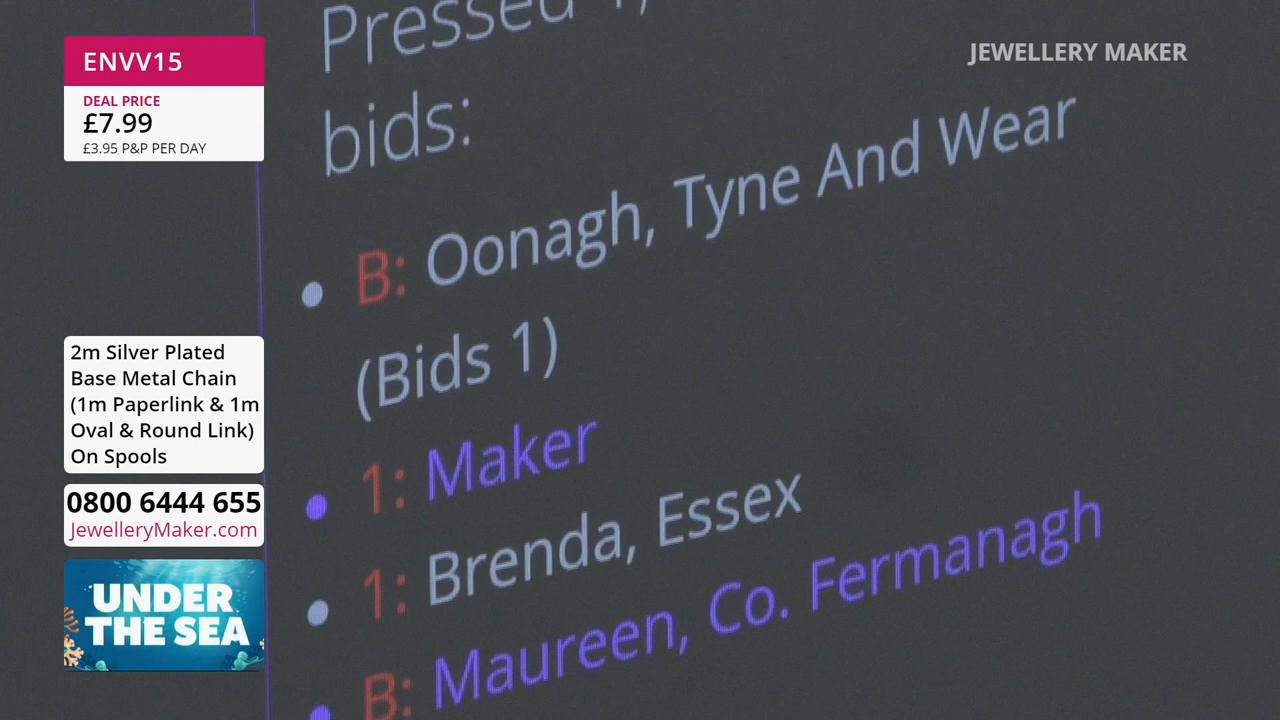 ENVV15
DEAL PRICE
£7.99
£3.95 P&P PER DAY
JEWELLERY MAKER
Pressed 1,
bids:
B: Oonagh, Tyne And Wear
(Bids 1)
1: Maker
1: Brenda, Essex
B: Maureen, Co. Fermanagh
2m Silver Plated
Base Metal Chain
(1m Paperlink & 1m
Oval & Round Link)
On Spools
0800 6444 655
JewelleryMaker.com
UNDER
THE SEA